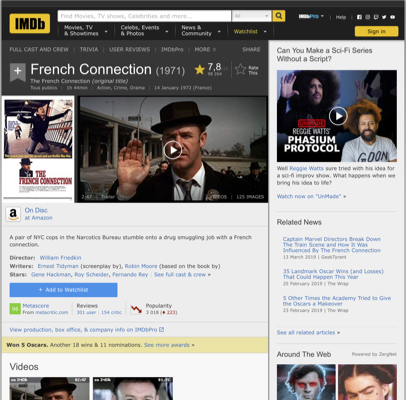 IMDb
Find Movies, TV shows, Celebrities and more...
All
IMDbPro
Help
Movies, TV & Showtimes
Celebs, Events & Photos
News & Community
Watchlist
Sign in
FULL CAST AND CREW | TRIVIA | USER REVIEWS | IMDbPro | MORE
SHARE
French Connection (1971)
The French Connection (original title)
Tous publics | 1h 44min | Action, Crime, Drama | 14 January 1972 (France)
7,8
Rate This
THE FRENCH CONNECTION
2:47 | Trailer
VIDEOS | 125 IMAGES
On Disc
at Amazon
A pair of NYC cops in the Narcotics Bureau stumble onto a drug smuggling job with a French connection.
Director: William Friedkin
Writers: Ernest Tidyman (screenplay by), Robin Moore (based on the book by)
Stars: Gene Hackman, Roy Scheider, Fernando Rey | See full cast & crew »
+ Add to Watchlist
Metascore
From metacritic.com
Reviews
301 user | 154 critic
Popularity
3 018 (223)
View production, box office, & company info on IMDbPro
Won 5 Oscars. Another 18 wins & 11 nominations. See more awards »
Videos
Can You Make a Sci-Fi Series Without a Script?
REGGIE WATTS'
PHASIUM
PROTOCOL
Well Reggie Watts sure tried with his idea for a sci-fi improv show. What happens when we bring his idea to life?
Watch now on "UnMade" »
Related News
Captain Marvel Directors Break Down The Train Scene and How It Was Influenced By The French Connection
13 March 2019 | GeekTyrant
35 Landmark Oscar Wins (and Losses) That Could Happen This Year
20 February 2019 | The Wrap
5 Other Times the Academy Tried to Give the Oscars a Makeover
23 February 2019 | The Wrap
See all related articles »
Around The Web
Powered by ZergNet